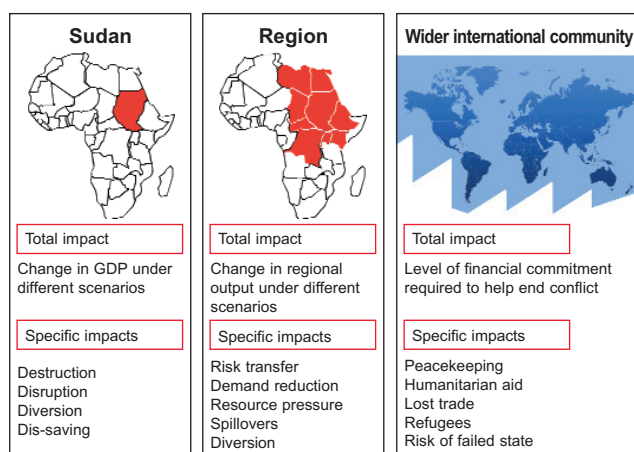 Sudan
Total impact
Change in GDP under
different scenarios
Specific impacts
Destruction
Disruption
Diversion
Dis-saving
Region
Total impact
Change in regional
output under different
scenarios
Specific impacts
Risk transfer
Demand reduction
Resource pressure
Spillovers
Diversion
Wider international community
Total impact
Level of financial commitment
required to help end conflict
Specific impacts
Peacekeeping
Humanitarian aid
Lost trade
Refugees
Risk of failed state